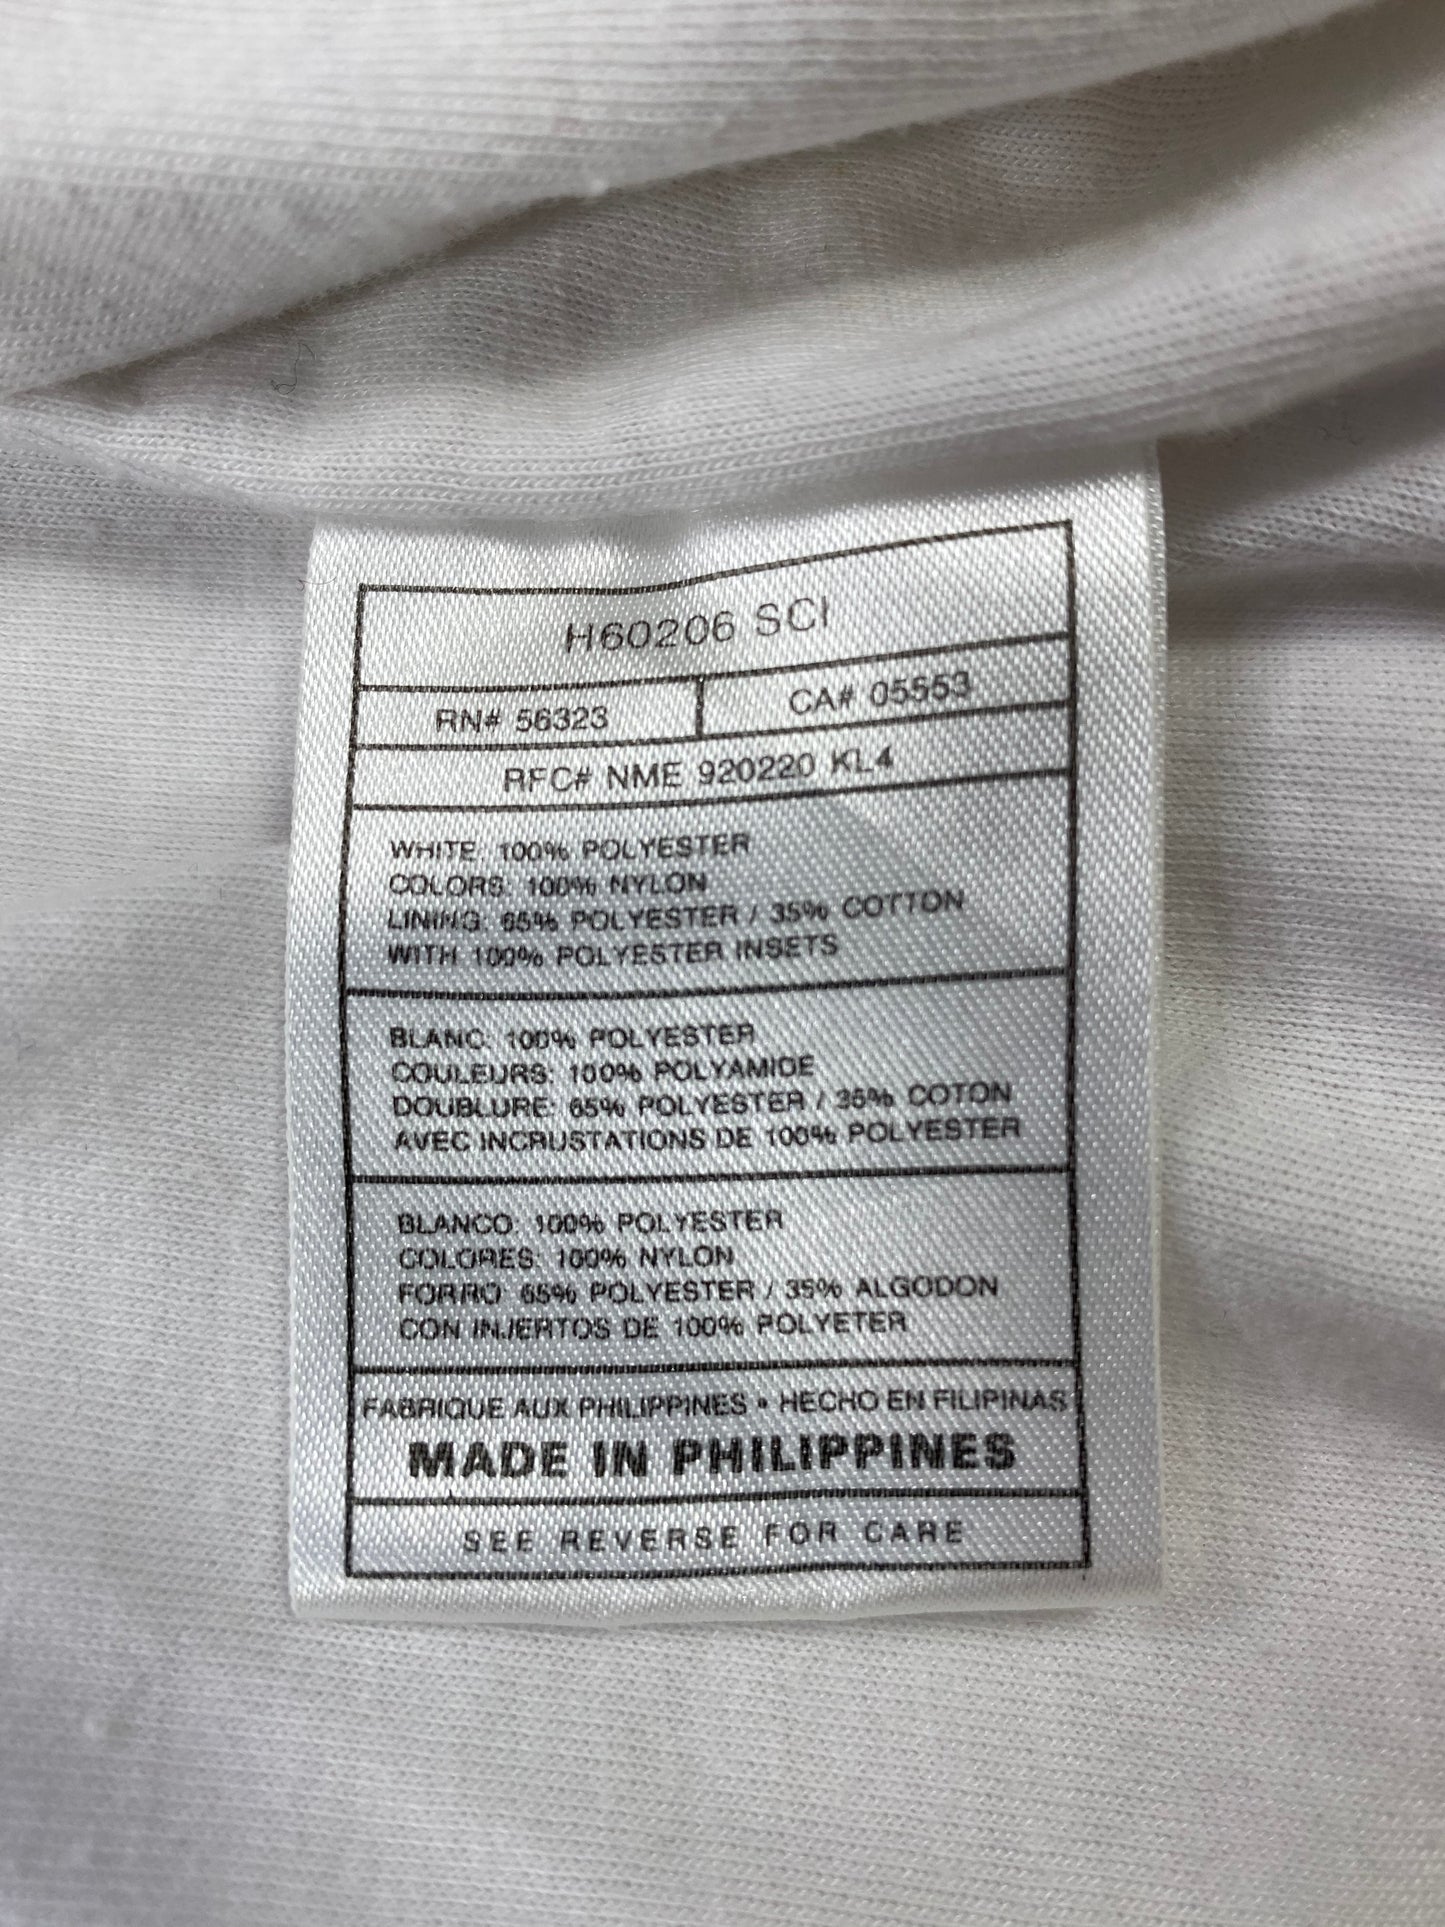 H60206 SCI
RN# 56323
CA# 05553
RFC# NME 920220 KL4
WHITE: 100% POLYESTER
COLORS: 100% NYLON
LINING: 65% POLYESTER / 35% COTTON
WITH 100% POLYESTER INSETS
BLANC: 100% POLYESTER
COULEURS: 100% POLYAMIDE
DOUBLURE: 65% POLYESTER / 35% COTON
AVEC INCRUSTATIONS DE 100% POLYESTER
BLANCO: 100% POLYESTER
COLORES: 100% NYLON
FORRO: 65% POLYESTER / 35% ALGODON
CON INJERTOS DE 100% POLYETER
FABRIQUE AUX PHILIPPINES • HECHO EN FILIPINAS
MADE IN PHILIPPINES
SEE REVERSE FOR CARE